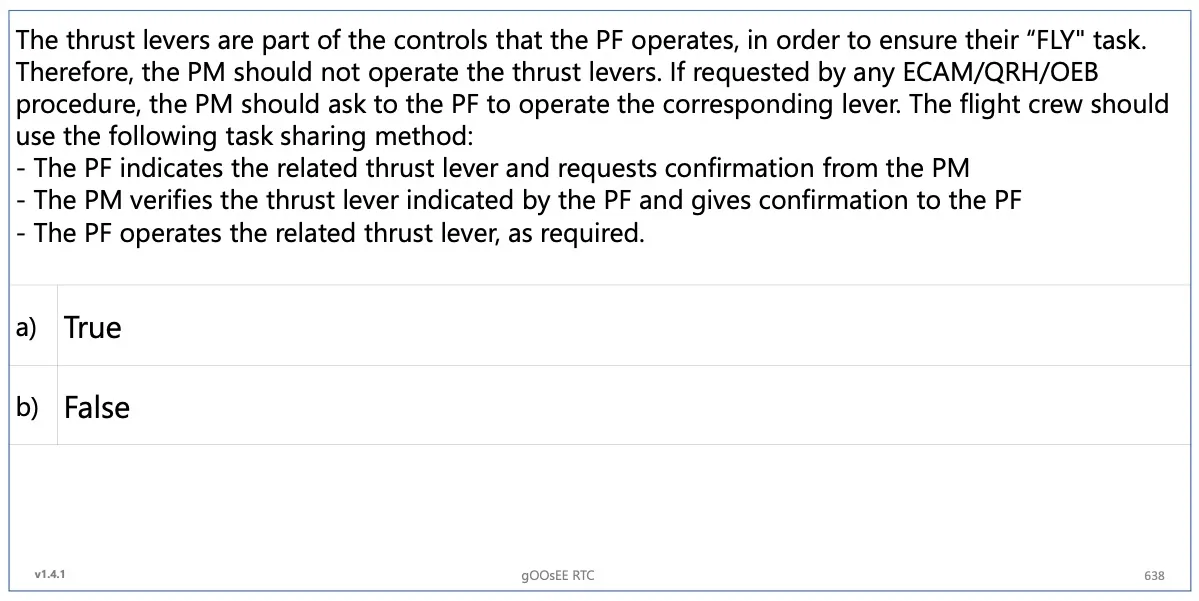 The thrust levers are part of the controls that the PF operates, in order to ensure their “FLY" task.
Therefore, the PM should not operate the thrust levers. If requested by any ECAM/QRH/OEB
procedure, the PM should ask to the PF to operate the corresponding lever. The flight crew should
use the following task sharing method:
- The PF indicates the related thrust lever and requests confirmation from the PM
- The PM verifies the thrust lever indicated by the PF and gives confirmation to the PF
- The PF operates the related thrust lever, as required.
a) True
b) False
v1.4.1 gOOsEE RTC 638